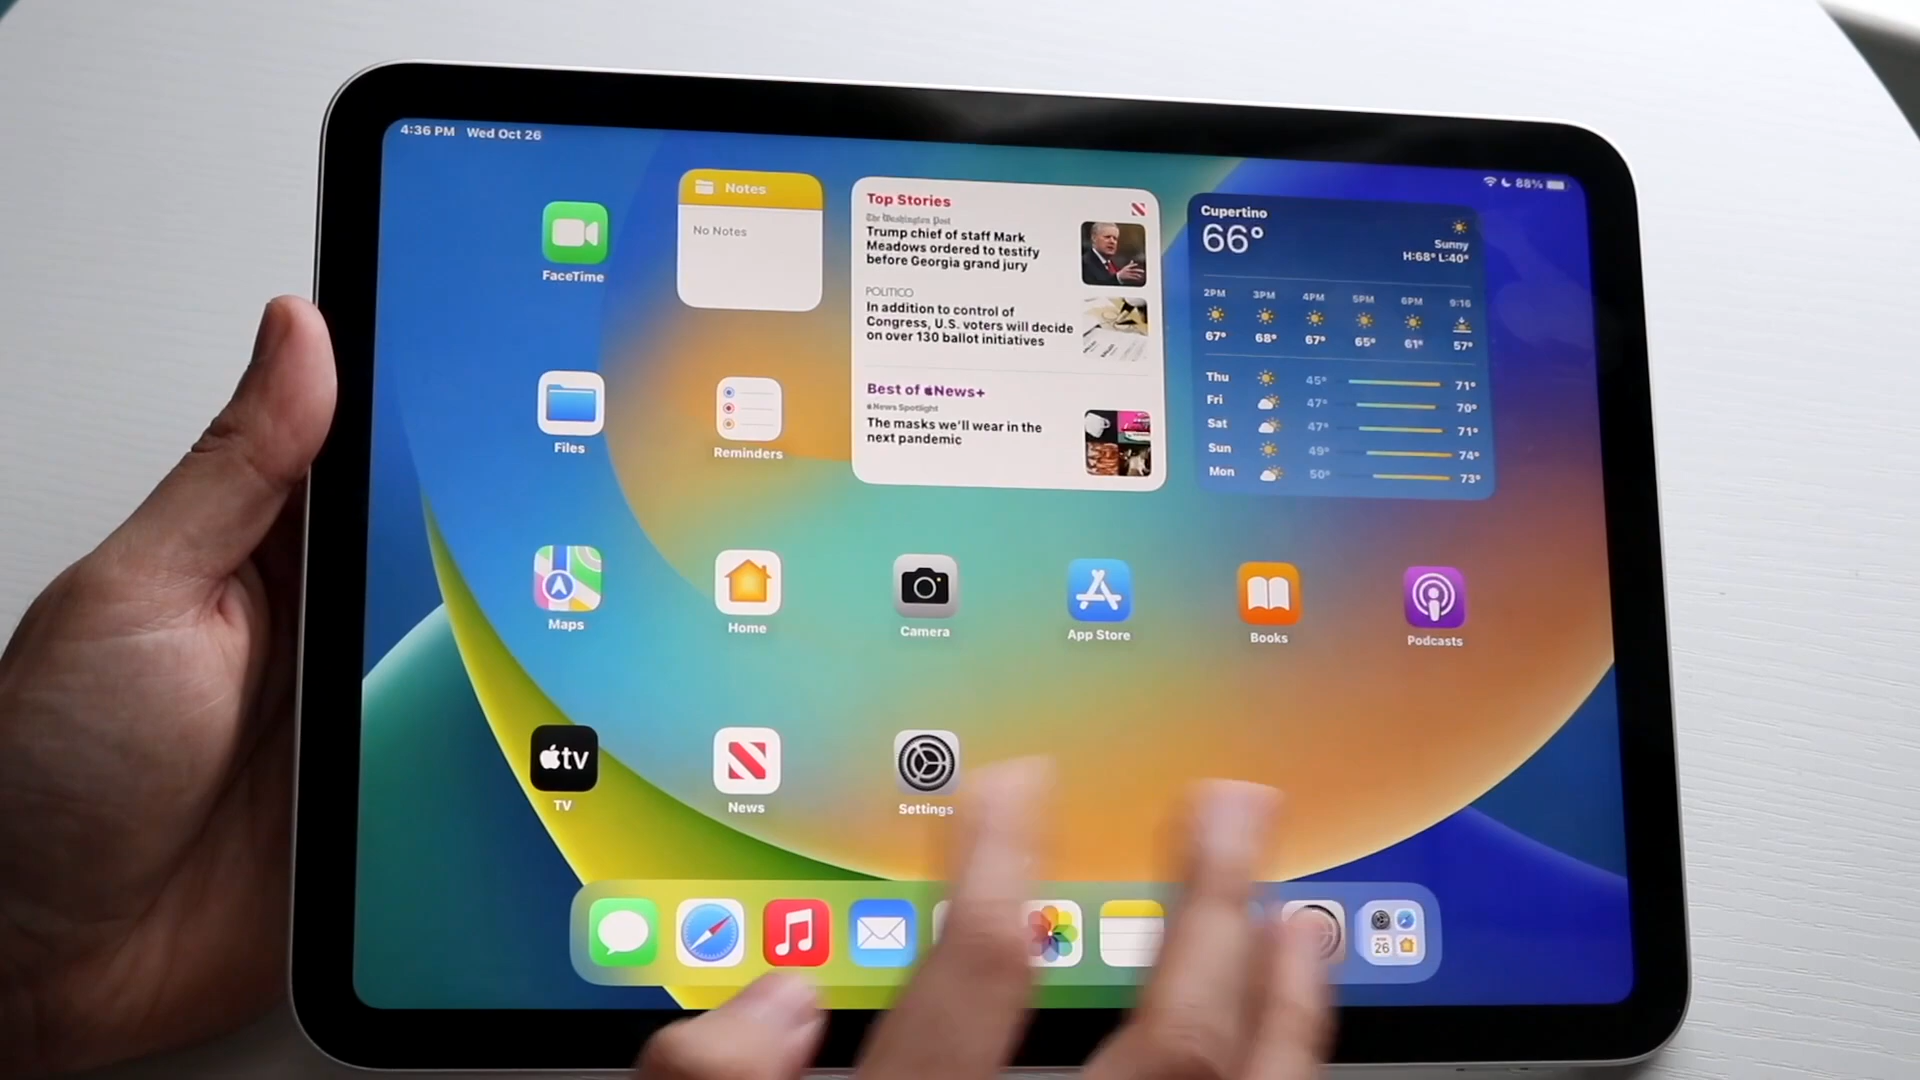 4:36 PM Wed Oct 26
88%
FaceTime
Notes
No Notes
Files
Reminders
Top Stories
The Washington Post
Trump chief of staff Mark
Meadows ordered to testify
before Georgia grand jury
POLITICO
In addition to control of
Congress, U.S. voters will decide
on over 130 ballot initiatives
Best of News+
News Spotlight
The masks we'll wear in the
next pandemic
Cupertino
66°
Sunny
H:68° L:40°
2PM 3PM 4PM 5PM 6PM 9:16
67° 68° 67° 65° 61° 57°
Thu 45° 71°
Fri 47° 70°
Sat 47° 71°
Sun 49° 74°
Mon 50° 73°
Maps
Home
Camera
App Store
Books
Podcasts
tv
TV
News
Settings
26